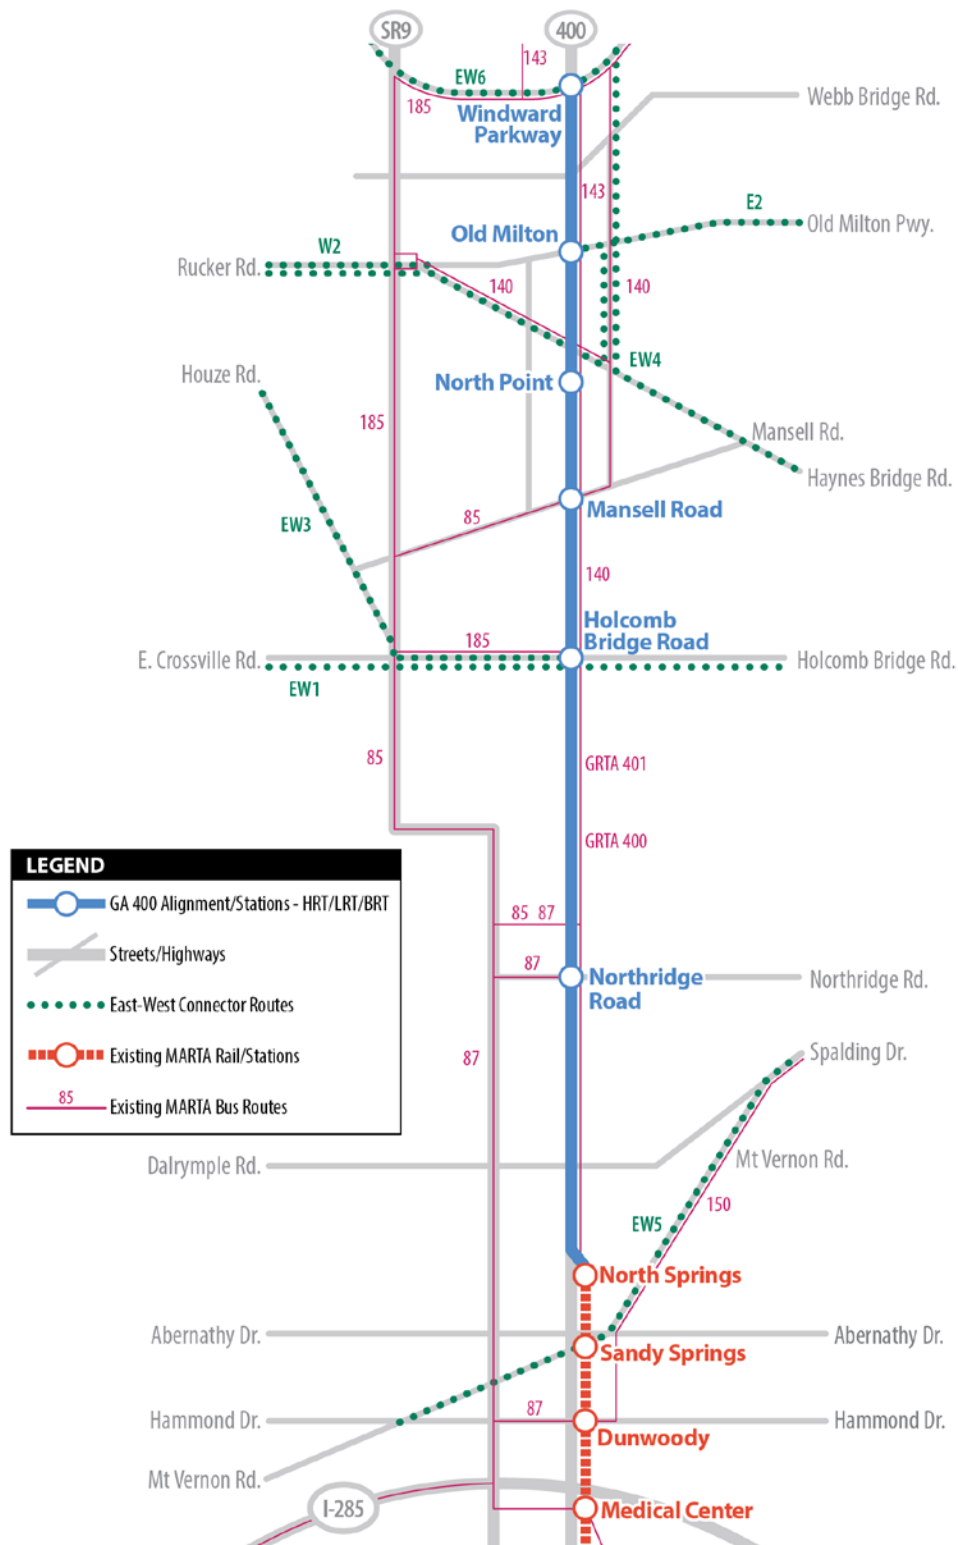 SR9
400
143
EW6
185
Windward
Parkway
Webb Bridge Rd.
143
E2
Old Milton
Old Milton Pwy.
W2
Rucker Rd.
140
140
EW4
Houze Rd.
North Point
185
Mansell Rd.
Haynes Bridge Rd.
EW3
85
Mansell Road
140
Holcomb
Bridge Road
185
E. Crossville Rd.
Holcomb Bridge Rd.
EW1
85
GRTA 401
GRTA 400
LEGEND
GA 400 Alignment/Stations - HRT/LRT/BRT
Streets/Highways
East-West Connector Routes
Existing MARTA Rail/Stations
85
Existing MARTA Bus Routes
85 87
87
Northridge
Road
Northridge Rd.
87
Spalding Dr.
Dalrymple Rd.
Mt Vernon Rd.
150
EW5
North Springs
Abernathy Dr.
Abernathy Dr.
Sandy Springs
87
Hammond Dr.
Hammond Dr.
Dunwoody
Mt Vernon Rd.
I-285
Medical Center